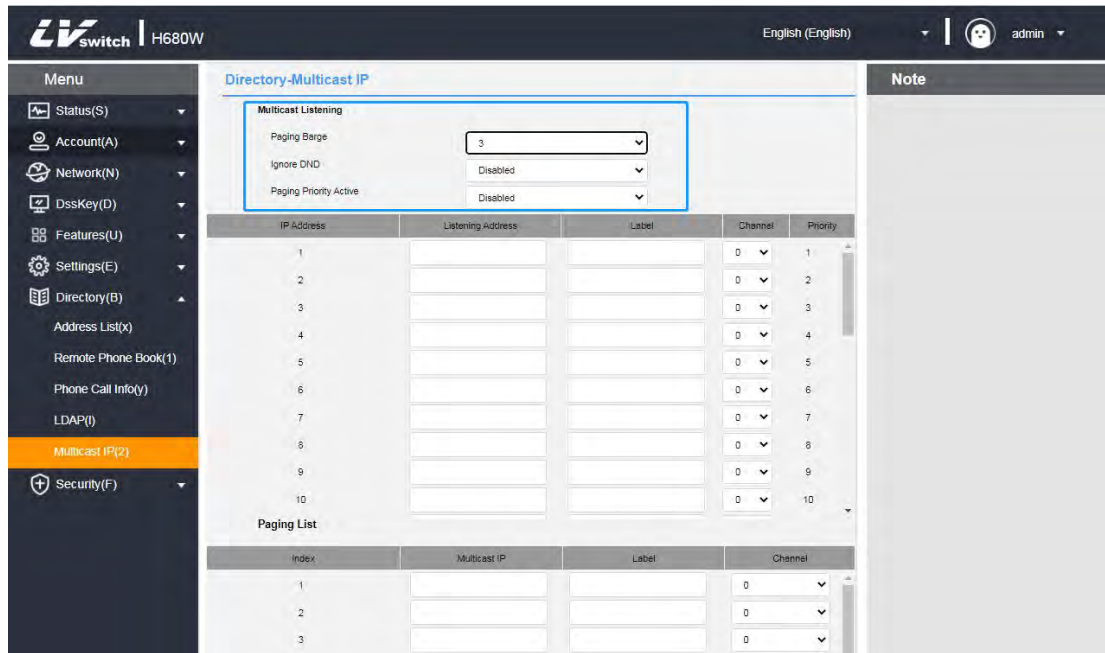 LVswitch | H680W
English (English)
admin
Menu
Status(S)
Account(A)
Network(N)
DssKey(D)
Features(U)
Settings(E)
Directory(B)
Address List(x)
Remote Phone Book(1)
Phone Call Info(y)
LDAP(l)
Multicast IP(2)
Security(F)
Directory-Multicast IP
Multicast Listening
Paging Barge 3
Ignore DND Disabled
Paging Priority Active Disabled
IP Address Listening Address Label Channel Priority
1 0 1
2 0 2
3 0 3
4 0 4
5 0 5
6 0 6
7 0 7
8 0 8
9 0 9
10 0 10
Paging List
Index Multicast IP Label Channel
1 0
2 0
3 0
Note